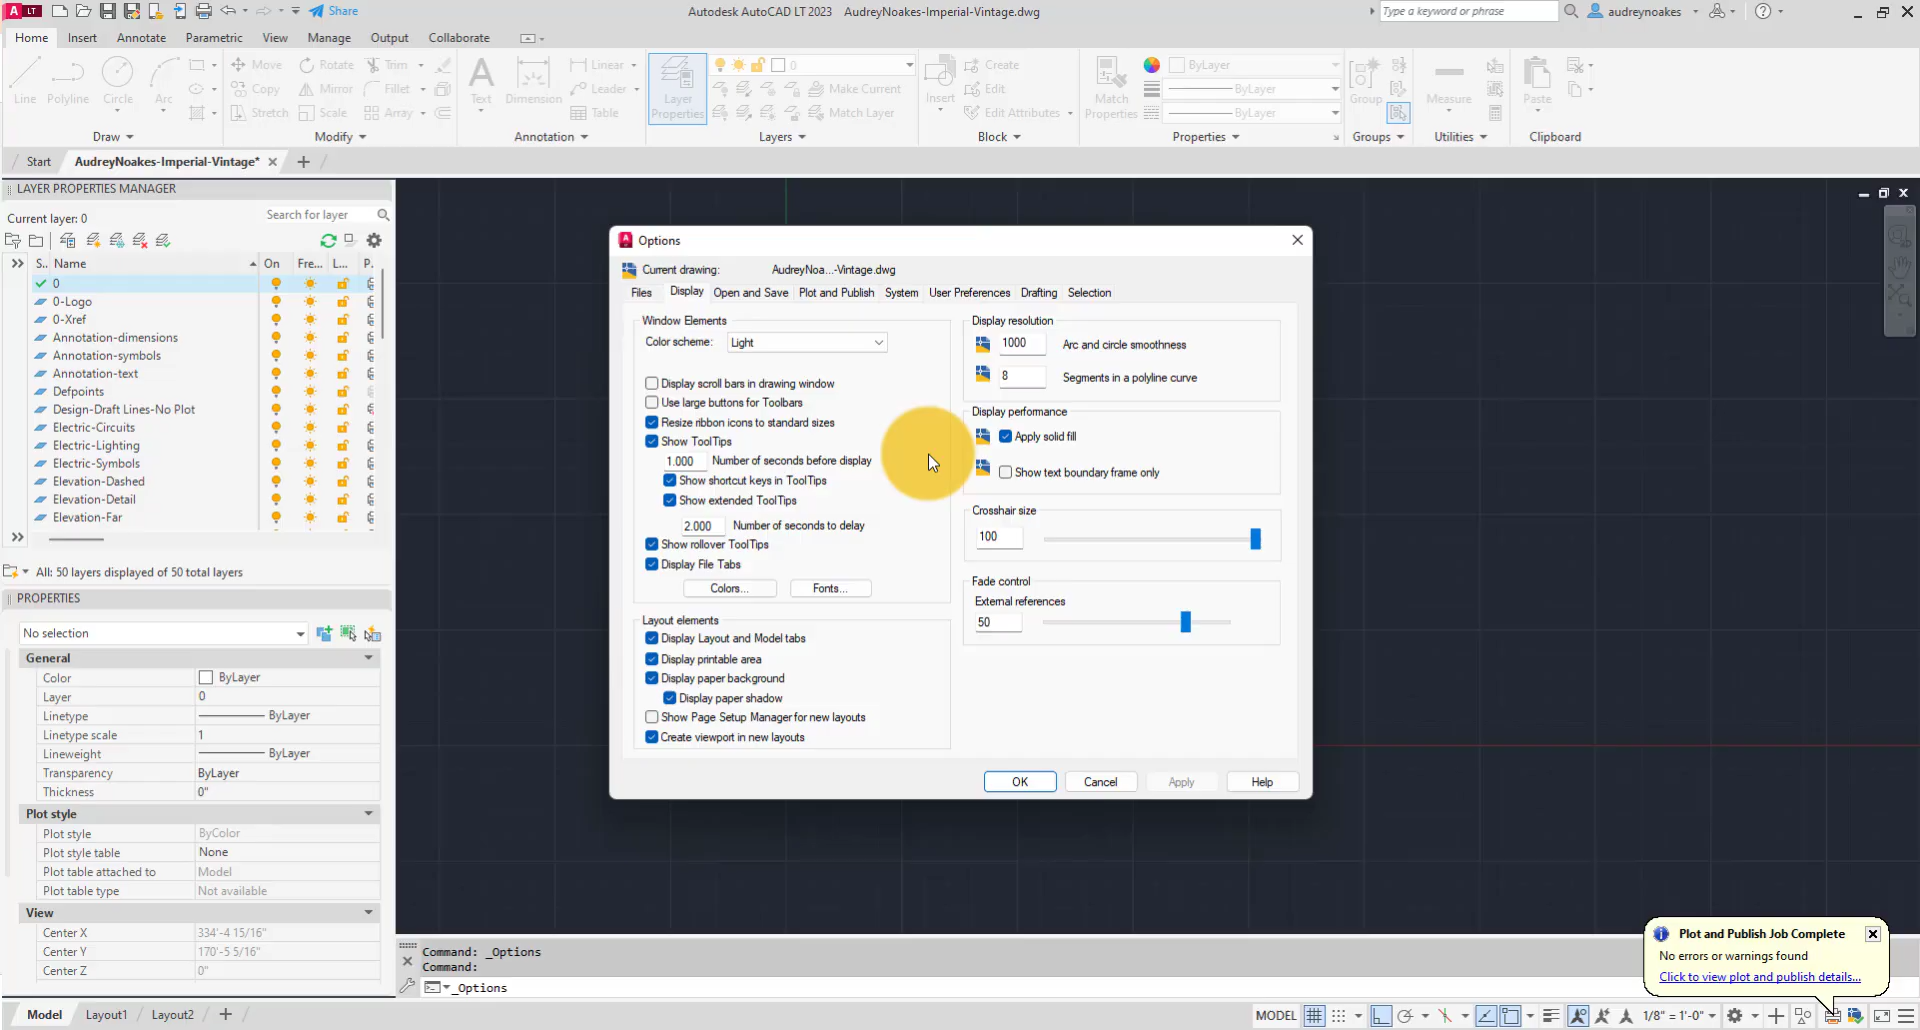 A LT
Share
Autodesk AutoCAD LT 2023 AudreyNoakes-Imperial-Vintage.dwg
Type a keyword or phrase
audreynoakes
Home Insert Annotate Parametric View Manage Output Collaborate
Line Polyline Circle Arc
Draw
Move Rotate Trim
Copy Mirror Fillet
Stretch Scale Array
Modify
Text Dimension
Linear
Leader
Table
Annotation
Layer Properties
0
Make Current
Match Layer
Layers
Insert
Create
Edit
Edit Attributes
Block
Match Properties
ByLayer
ByLayer
ByLayer
Properties
Group
Groups
Measure
Utilities
Paste
Clipboard
Start AudreyNoakes-Imperial-Vintage*
LAYER PROPERTIES MANAGER
Current layer: 0
Search for layer
S.. Name On Fre... L... P.
0
0-Logo
0-Xref
Annotation-dimensions
Annotation-symbols
Annotation-text
Defpoints
Design-Draft Lines-No Plot
Electric-Circuits
Electric-Lighting
Electric-Symbols
Elevation-Dashed
Elevation-Detail
Elevation-Far
All: 50 layers displayed of 50 total layers
PROPERTIES
No selection
General
Color ByLayer
Layer 0
Linetype ByLayer
Linetype scale 1
Lineweight ByLayer
Transparency ByLayer
Thickness 0"
Plot style
Plot style ByColor
Plot style table None
Plot table attached to Model
Plot table type Not available
View
Center X 334'-4 15/16"
Center Y 170'-5 5/16"
Center Z 0"
Options
Current drawing: AudreyNoa...-Vintage.dwg
Files Display Open and Save Plot and Publish System User Preferences Drafting Selection
Window Elements
Color scheme: Light
Display scroll bars in drawing window
Use large buttons for Toolbars
Resize ribbon icons to standard sizes
Show ToolTips
1.000 Number of seconds before display
Show shortcut keys in ToolTips
Show extended ToolTips
2.000 Number of seconds to delay
Show rollover ToolTips
Display File Tabs
Colors... Fonts...
Layout elements
Display Layout and Model tabs
Display printable area
Display paper background
Display paper shadow
Show Page Setup Manager for new layouts
Create viewport in new layouts
Display resolution
1000 Arc and circle smoothness
8 Segments in a polyline curve
Display performance
Apply solid fill
Show text boundary frame only
Crosshair size
100
Fade control
External references
50
OK Cancel Apply Help
Command: _Options
Command:
_Options
Plot and Publish Job Complete
No errors or warnings found
Click to view plot and publish details...
Model Layout1 Layout2
MODEL 1/8" = 1'-0"